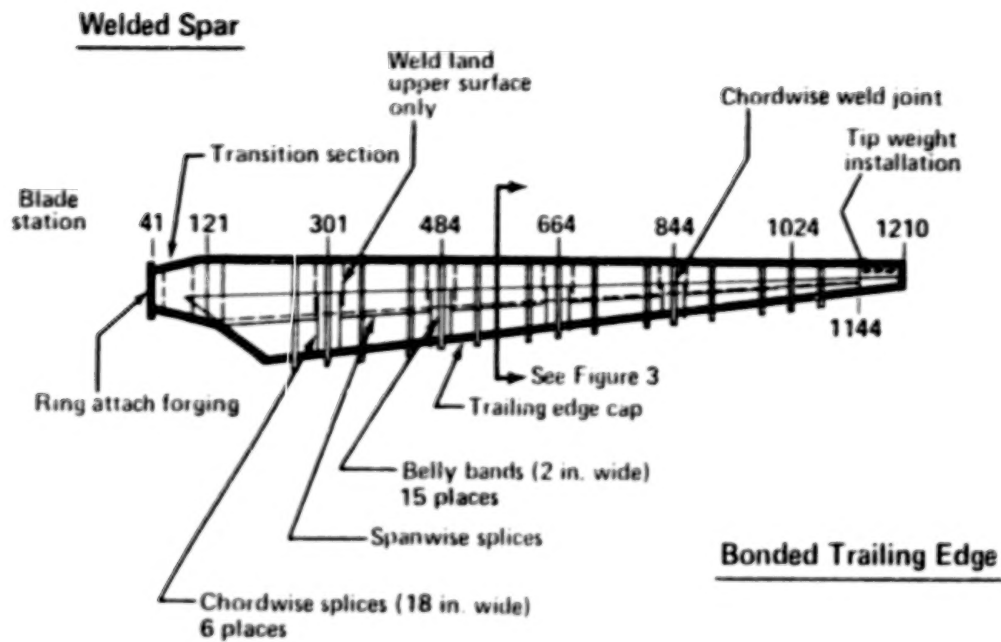 Welded Spar
Weld land
upper surface
only
Chordwise weld joint
Tip weight
installation
Transition section
Blade
station
41 121 301 484 664 844 1024 1210
1144
See Figure 3
Ring attach forging
Trailing edge cap
Belly bands (2 in. wide)
15 places
Spanwise splices
Bonded Trailing Edge
Chordwise splices (18 in. wide)
6 places